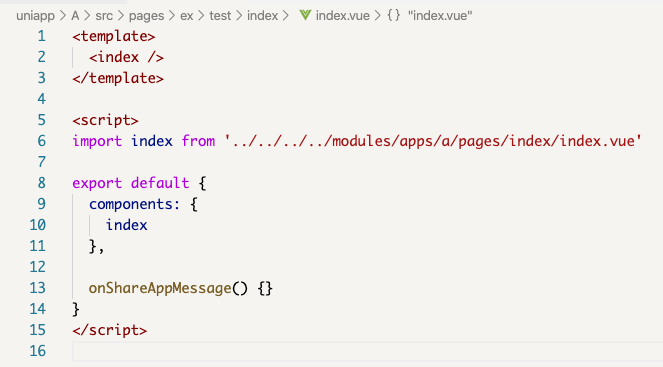 uniapp > A > src > pages > ex > test > index > index.vue > {} "index.vue"
1 <template>
2   <index />
3 </template>
4
5 <script>
6 import index from '../../../../modules/apps/a/pages/index/index.vue'
7
8 export default {
9   components: {
10     index
11   },
12
13   onShareAppMessage() {}
14 }
15 </script>
16